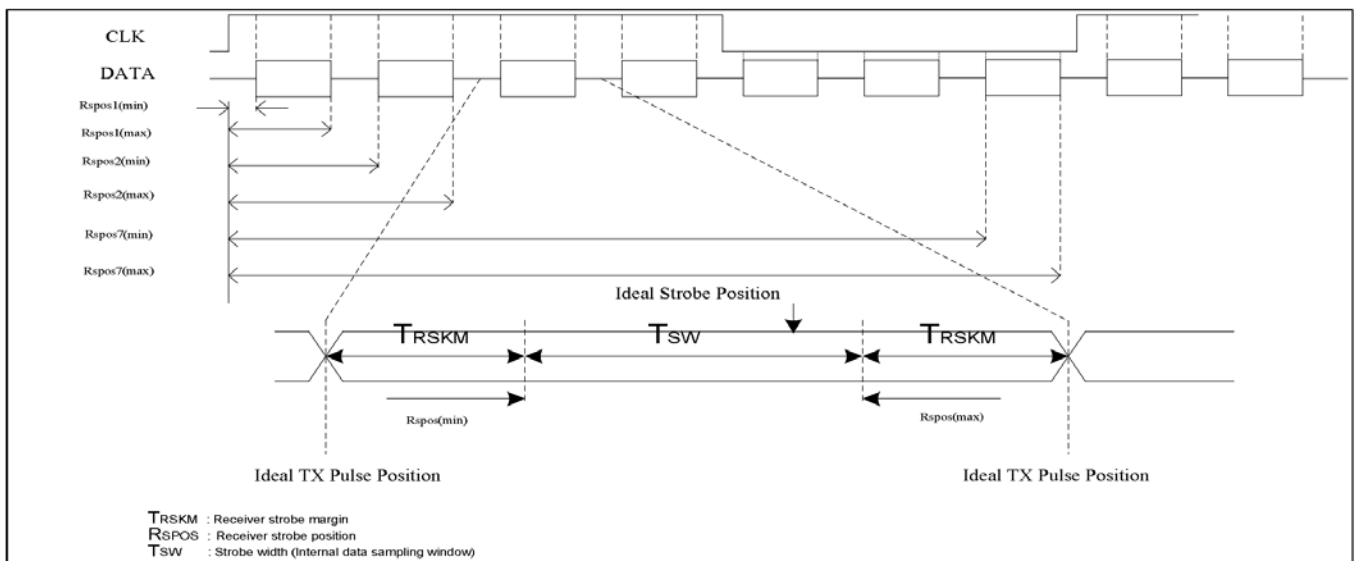 CLK
DATA
Rspos1(min)
Rspos1(max)
Rspos2(min)
Rspos2(max)
Rspos7(min)
Rspos7(max)
Ideal Strobe Position
TRSKM TSW TRSKM
Rspos(min) Rspos(max)
Ideal TX Pulse Position Ideal TX Pulse Position
TRSKM : Receiver strobe margin
RSPOS : Receiver strobe position
TSW : Strobe width (Internal data sampling window)